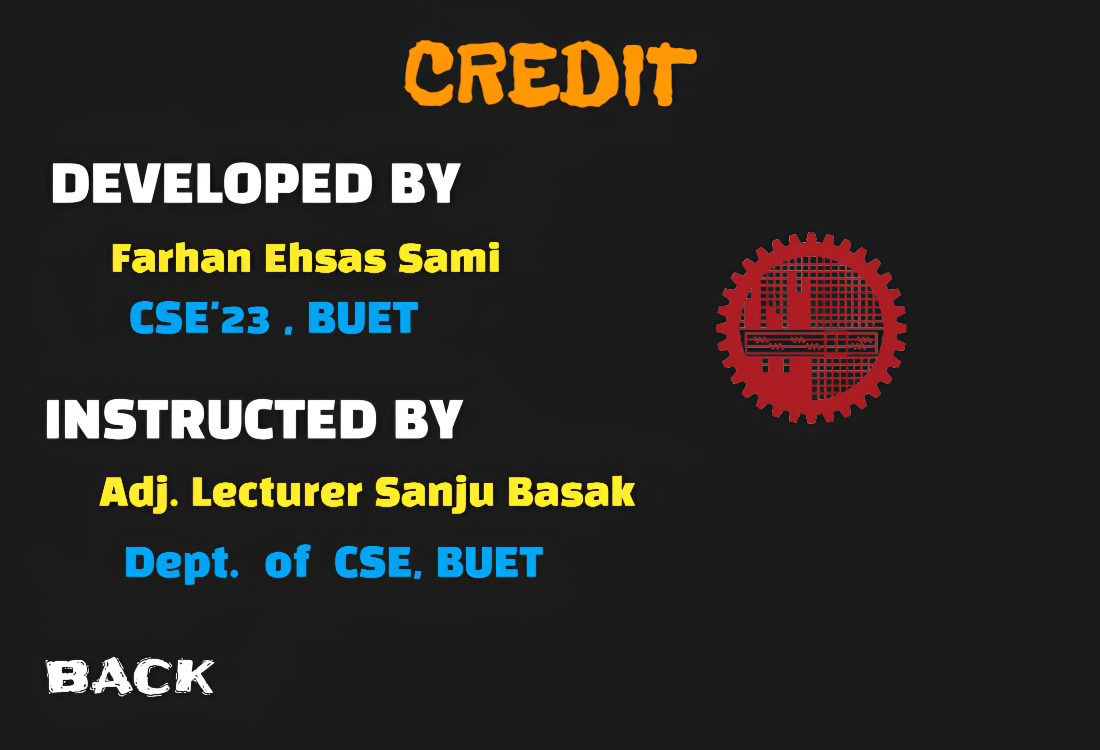 CREDIT
DEVELOPED BY
Farhan Ehsas Sami
CSE'23 , BUET
INSTRUCTED BY
Adj. Lecturer Sanju Basak
Dept. of CSE, BUET
BACK